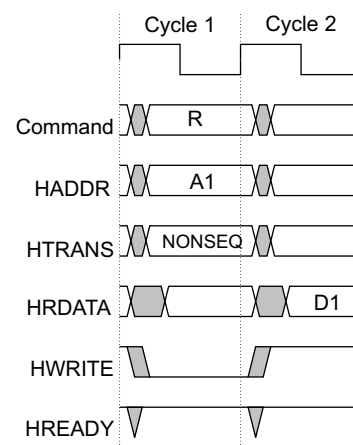 Cycle 1 Cycle 2
Command R
HADDR A1
HTRANS NONSEQ
HRDATA D1
HWRITE
HREADY